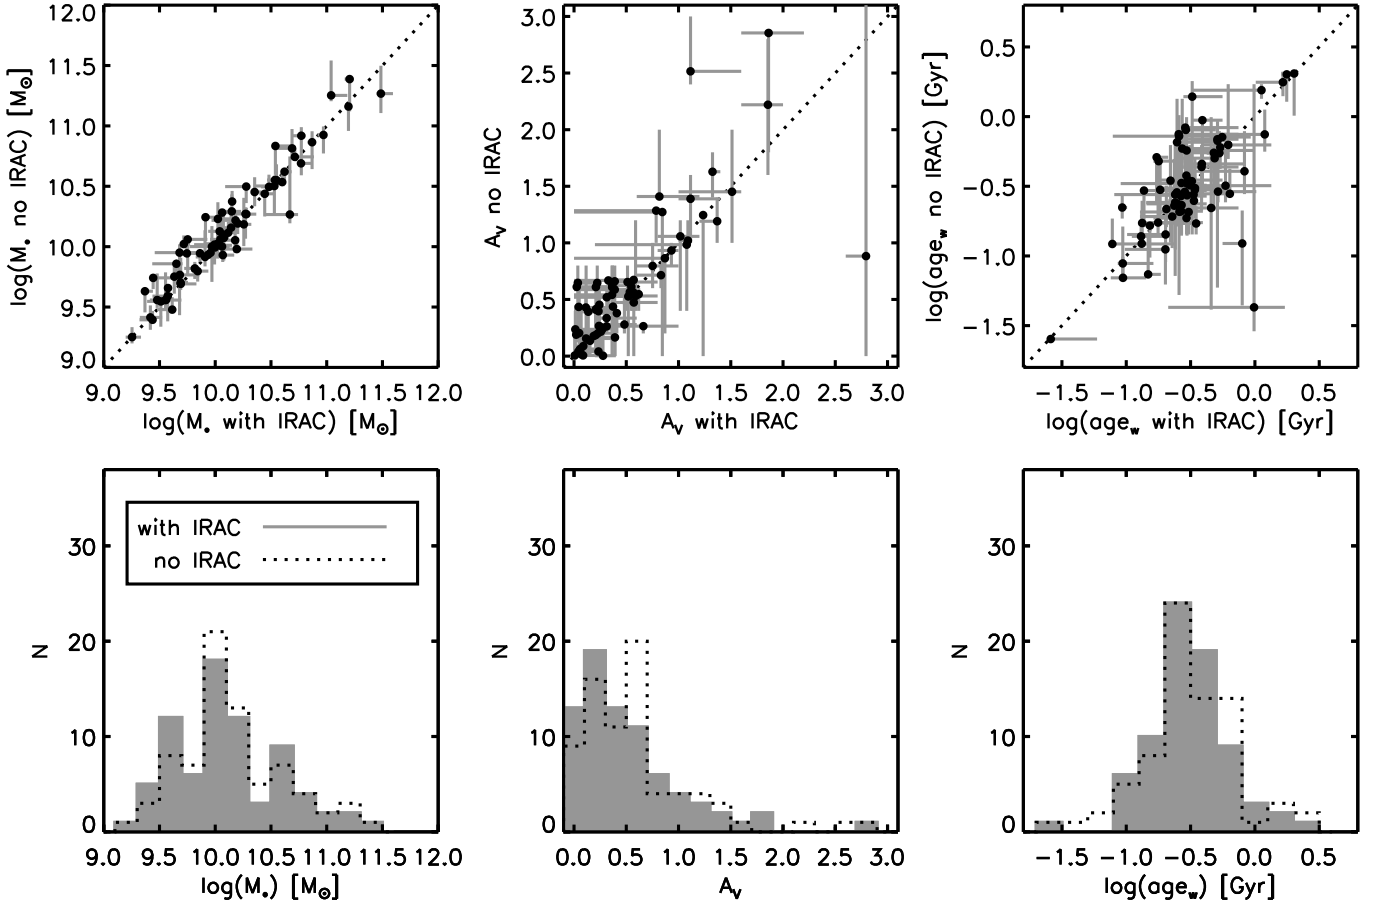 12.0
11.5
11.0
10.5
10.0
9.5
9.0
log(M* no IRAC) [M⊙]
9.0 9.5 10.0 10.5 11.0 11.5 12.0
log(M* with IRAC) [M⊙]
3.0
2.5
2.0
1.5
1.0
0.5
0.0
AV no IRAC
0.0 0.5 1.0 1.5 2.0 2.5 3.0
AV with IRAC
0.5
0.0
−0.5
−1.0
−1.5
log(agew no IRAC) [Gyr]
−1.5 −1.0 −0.5 0.0 0.5
log(agew with IRAC) [Gyr]
with IRAC
no IRAC
30
20
10
0
N
9.0 9.5 10.0 10.5 11.0 11.5 12.0
log(M*) [M⊙]
30
20
10
0
N
0.0 0.5 1.0 1.5 2.0 2.5 3.0
AV
30
20
10
0
N
−1.5 −1.0 −0.5 0.0 0.5
log(agew) [Gyr]